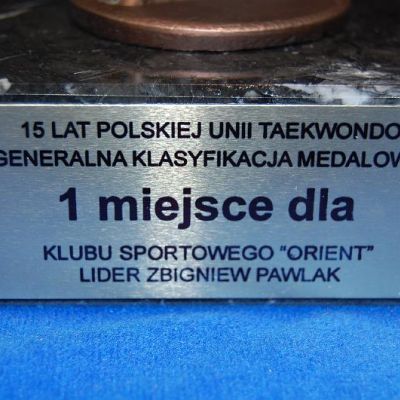 15 LAT POLSKIEJ UNII TAEKWONDO
GENERALNA KLASYFIKACJA MEDALOW
1 miejsce dla
KLUBU SPORTOWEGO "ORIENT"
LIDER ZBIGNIEW PAWLAK